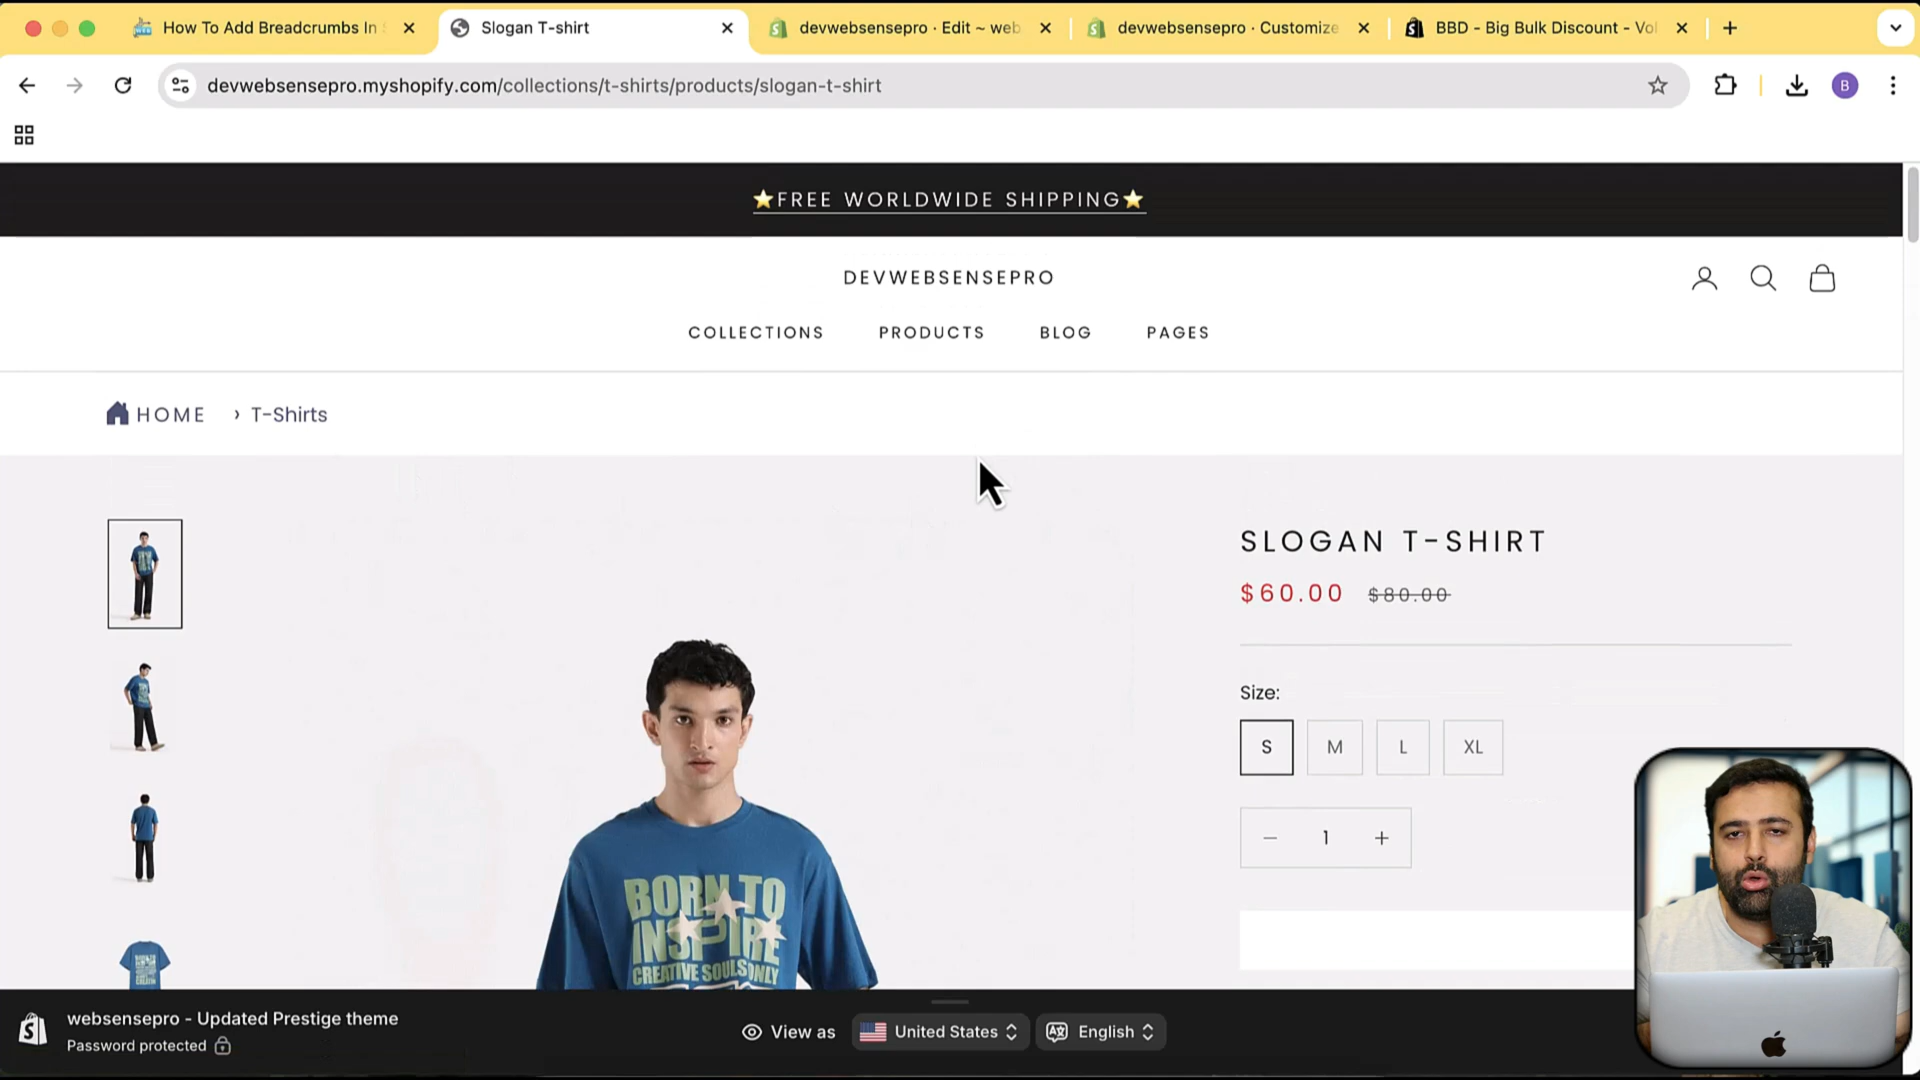 How To Add Breadcrumbs In
Slogan T-shirt
devwebsensepro · Edit ~ web
devwebsensepro · Customize
BBD - Big Bulk Discount - Vol
devwebsensepro.myshopify.com/collections/t-shirts/products/slogan-t-shirt
B
⭐FREE WORLDWIDE SHIPPING⭐
DEVWEBSENSEPRO
COLLECTIONS PRODUCTS BLOG PAGES
HOME › T-Shirts
SLOGAN T-SHIRT
$60.00 $80.00
Size:
S M L XL
− 1 +
BORN TO
INSPIRE
CREATIVE SOULS ONLY
websensepro - Updated Prestige theme
Password protected
View as United States English